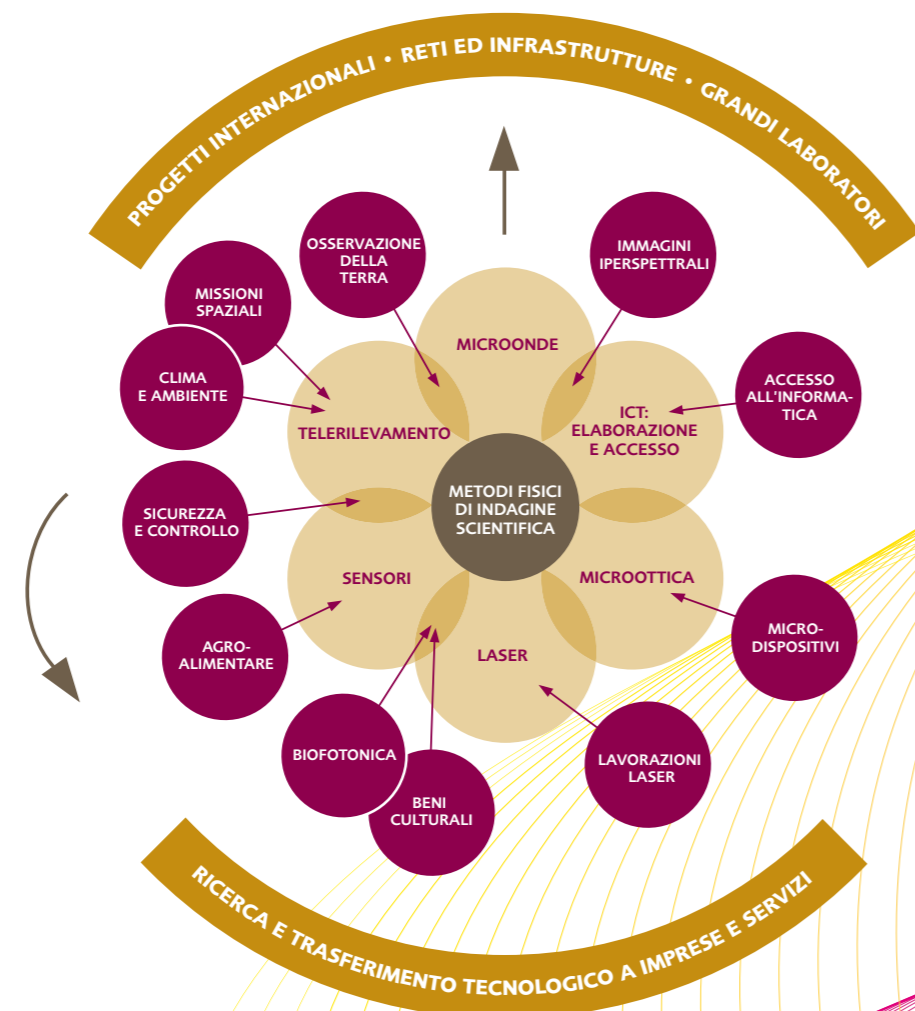 PROGETTI INTERNAZIONALI • RETI ED INFRASTRUTTURE • GRANDI LABORATORI
OSSERVAZIONE
DELLA
TERRA
IMMAGINI
IPERSPETTRALI
MISSIONI
SPAZIALI
MICROONDE
CLIMA
E AMBIENTE
ACCESSO
ALL'INFORMA-
TICA
TELERILEVAMENTO
ICT:
ELABORAZIONE
E ACCESSO
METODI FISICI
DI INDAGINE
SCIENTIFICA
SICUREZZA
E CONTROLLO
SENSORI
MICROOTTICA
AGRO-
ALIMENTARE
LASER
MICRO-
DISPOSITIVI
BIOFOTONICA
LAVORAZIONI
LASER
BENI
CULTURALI
RICERCA E TRASFERIMENTO TECNOLOGICO A IMPRESE E SERVIZI